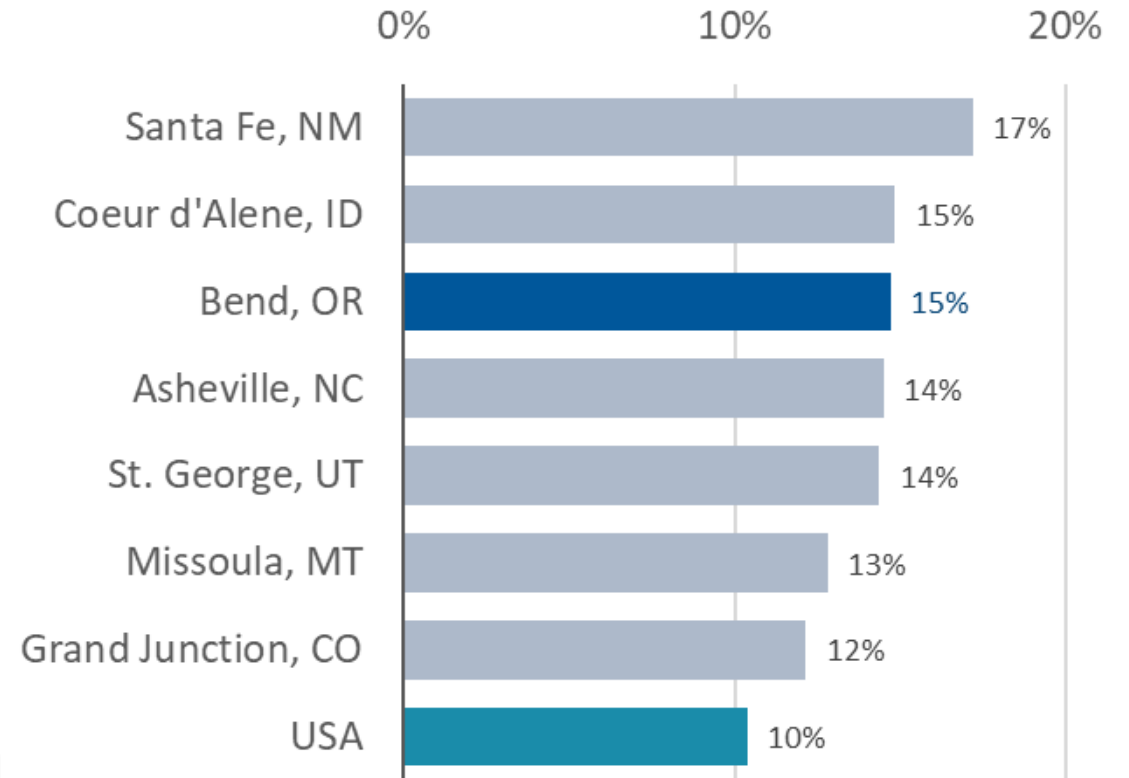 0% 10% 20%
Santa Fe, NM 17%
Coeur d'Alene, ID 15%
Bend, OR 15%
Asheville, NC 14%
St. George, UT 14%
Missoula, MT 13%
Grand Junction, CO 12%
USA 10%